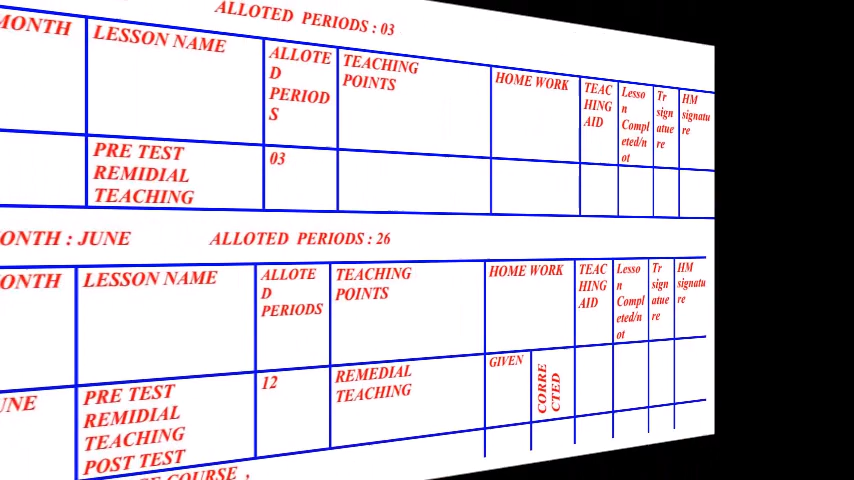 ALLOTED PERIODS : 03
MONTH LESSON NAME ALLOTE D PERIOD S TEACHING POINTS HOME WORK TEAC HING AID Lesso n Compl eted/n ot Tr sign atue re HM signatu re
PRE TEST REMIDIAL TEACHING 03
ONTH : JUNE ALLOTED PERIODS : 26
ONTH LESSON NAME ALLOTE D PERIODS TEACHING POINTS HOME WORK TEAC HING AID Lesso n Compl eted/n ot Tr sign atue re HM signatu re
UNE PRE TEST REMIDIAL TEACHING POST TEST 12 REMEDIAL TEACHING GIVEN CORRE CTED
COURSE ,